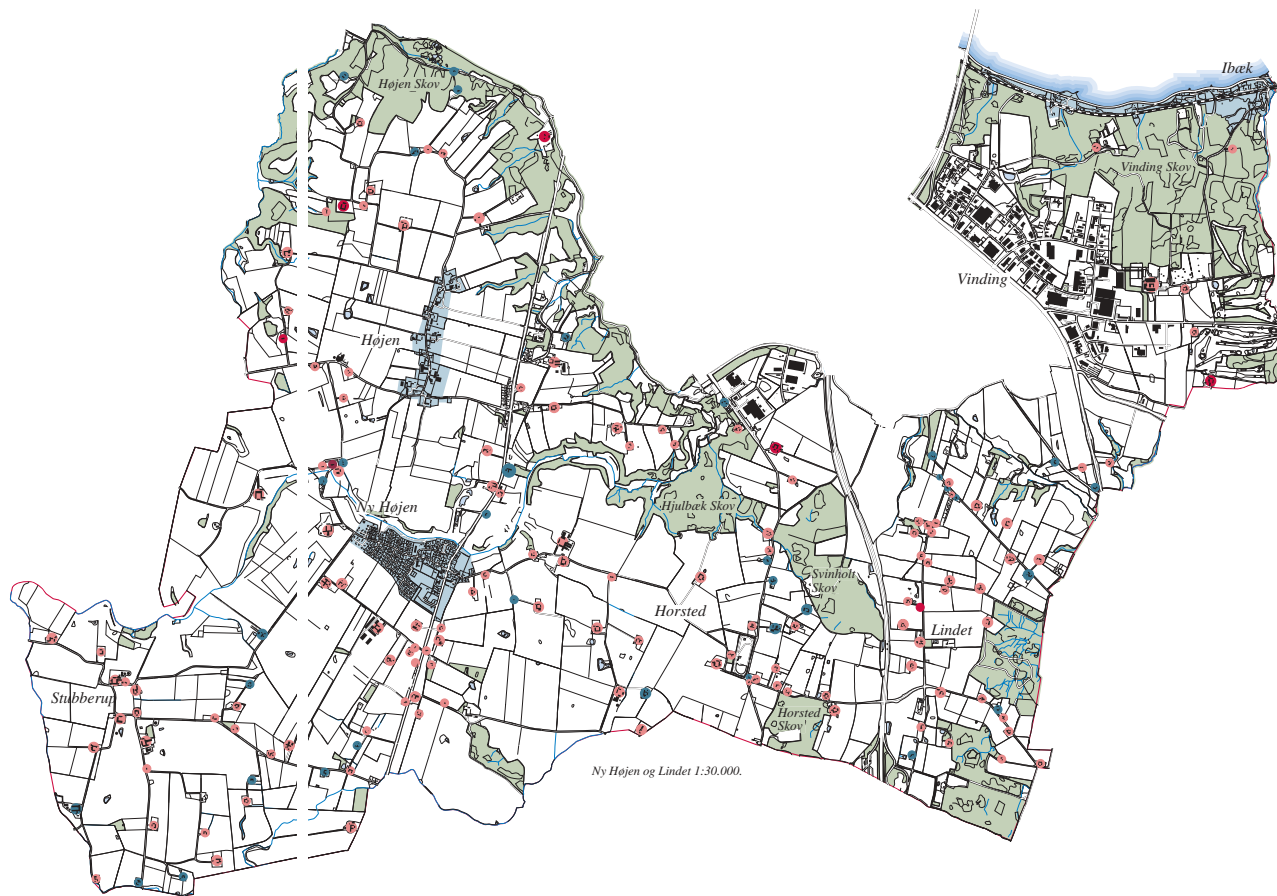 Ibæk
Højen Skov
Vinding Skov
Vinding
Højen
Ny Højen
Hjulbæk Skov
Svinholt
Skov
Horsted
Lindet
Stubberup
Horsted
Skov
Ny Højen og Lindet 1:30.000.